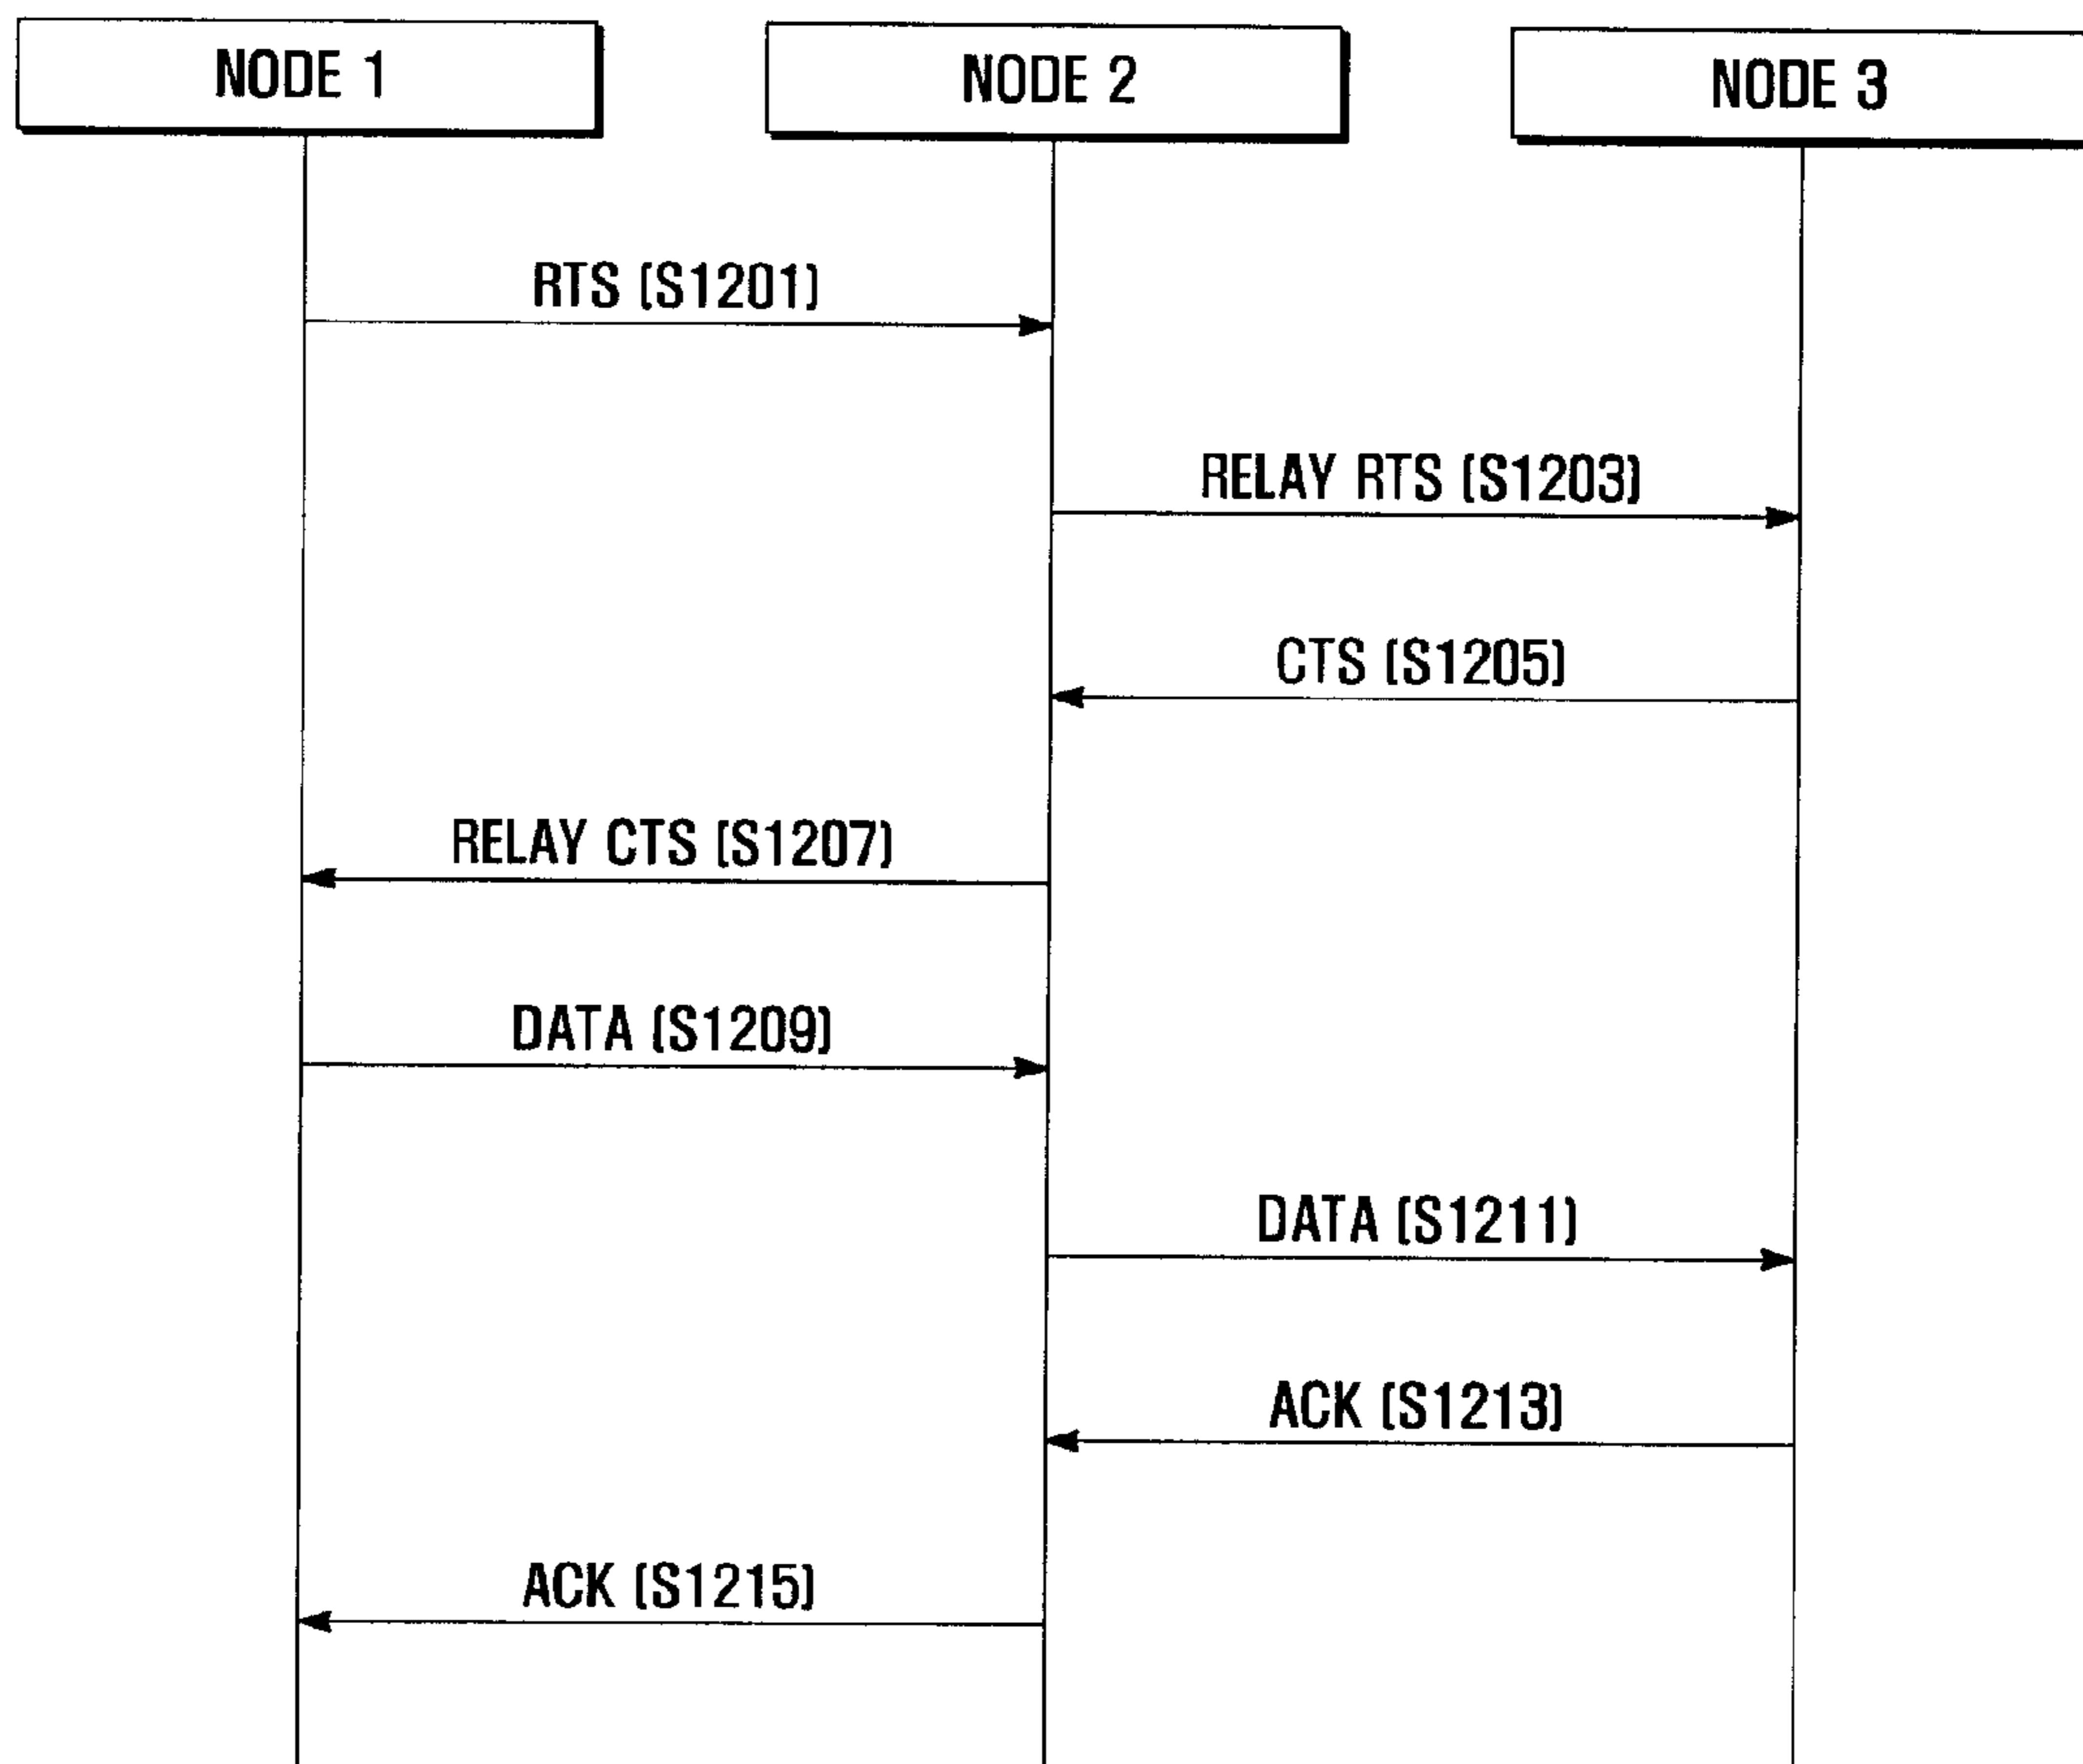 NODE 1
NODE 2
NODE 3
RTS (S1201)
RELAY RTS (S1203)
CTS (S1205)
RELAY CTS (S1207)
DATA (S1209)
DATA (S1211)
ACK (S1213)
ACK (S1215)